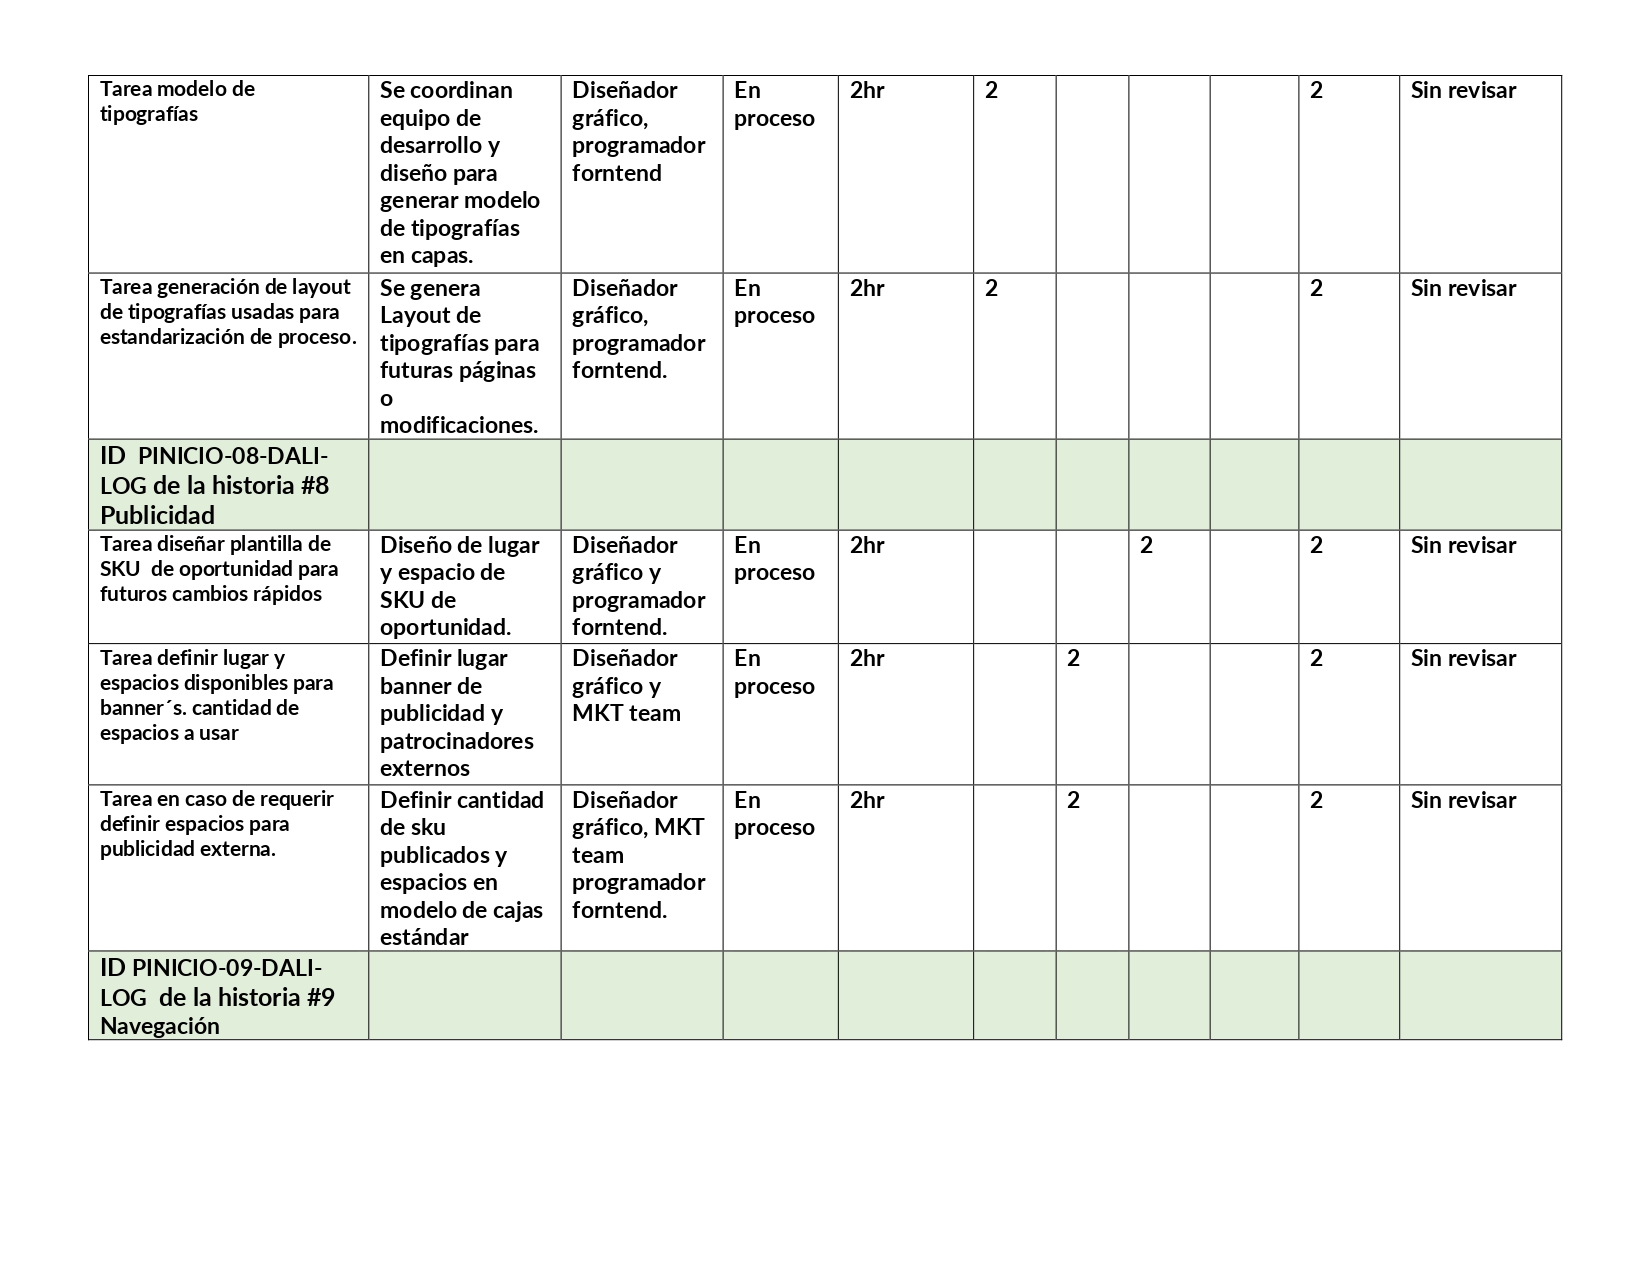 Tarea modelo de
tipografías
Se coordinan
equipo de
desarrollo y
diseño para
generar modelo
de tipografías
en capas.
Diseñador
gráfico,
programador
forntend
En
proceso
2hr
2
2
Sin revisar
Tarea generación de layout
de tipografías usadas para
estandarización de proceso.
Se genera
Layout de
tipografías para
futuras páginas
o
modificaciones.
Diseñador
gráfico,
programador
forntend.
En
proceso
2hr
2
2
Sin revisar
ID  PINICIO-08-DALI-
LOG de la historia #8
Publicidad
Tarea diseñar plantilla de
SKU  de oportunidad para
futuros cambios rápidos
Diseño de lugar
y espacio de
SKU de
oportunidad.
Diseñador
gráfico y
programador
forntend.
En
proceso
2hr
2
2
Sin revisar
Tarea definir lugar y
espacios disponibles para
banner´s. cantidad de
espacios a usar
Definir lugar
banner de
publicidad y
patrocinadores
externos
Diseñador
gráfico y
MKT team
En
proceso
2hr
2
2
Sin revisar
Tarea en caso de requerir
definir espacios para
publicidad externa.
Definir cantidad
de sku
publicados y
espacios en
modelo de cajas
estándar
Diseñador
gráfico, MKT
team
programador
forntend.
En
proceso
2hr
2
2
Sin revisar
ID PINICIO-09-DALI-
LOG  de la historia #9
Navegación